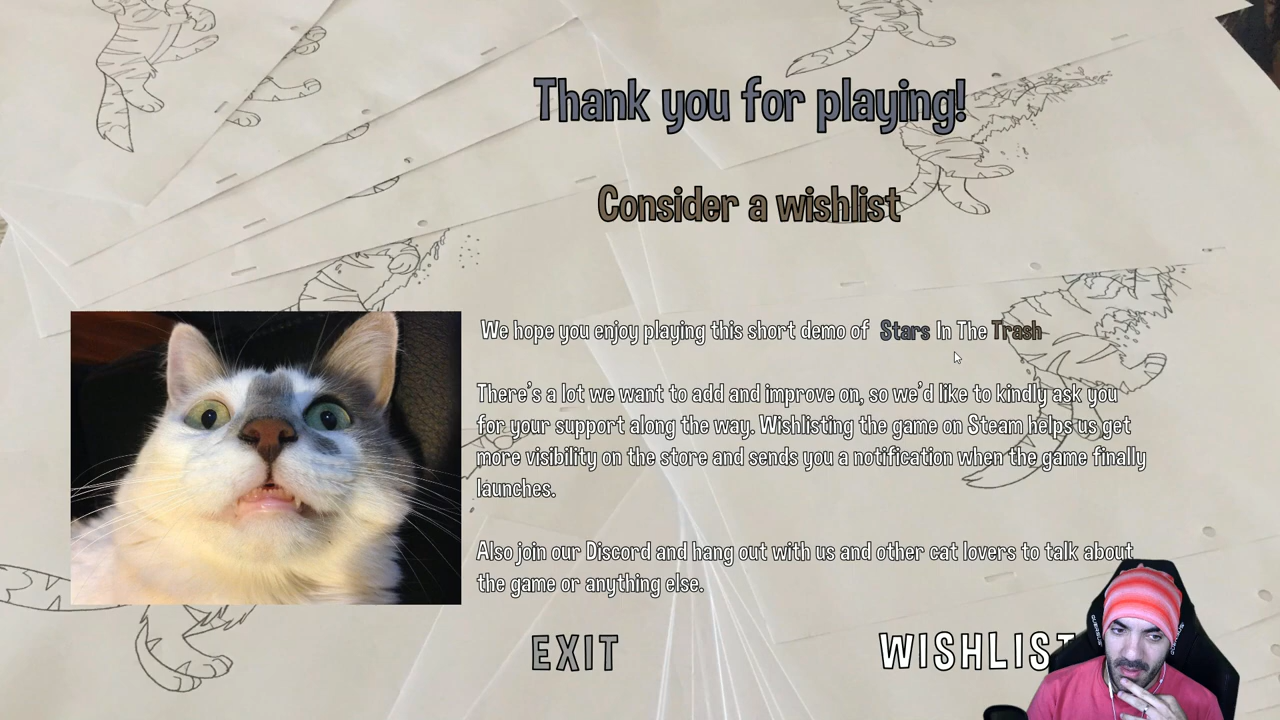 Thank you for playing!
Consider a wishlist
We hope you enjoy playing this short demo of Stars In The Trash
There's a lot we want to add and improve on, so we'd like to kindly ask you
for your support along the way. Wishlisting the game on Steam helps us get
more visibility on the store and sends you a notification when the game finally
launches.
Also join our Discord and hang out with us and other cat lovers to talk about
the game or anything else.
EXIT
WISHLIST